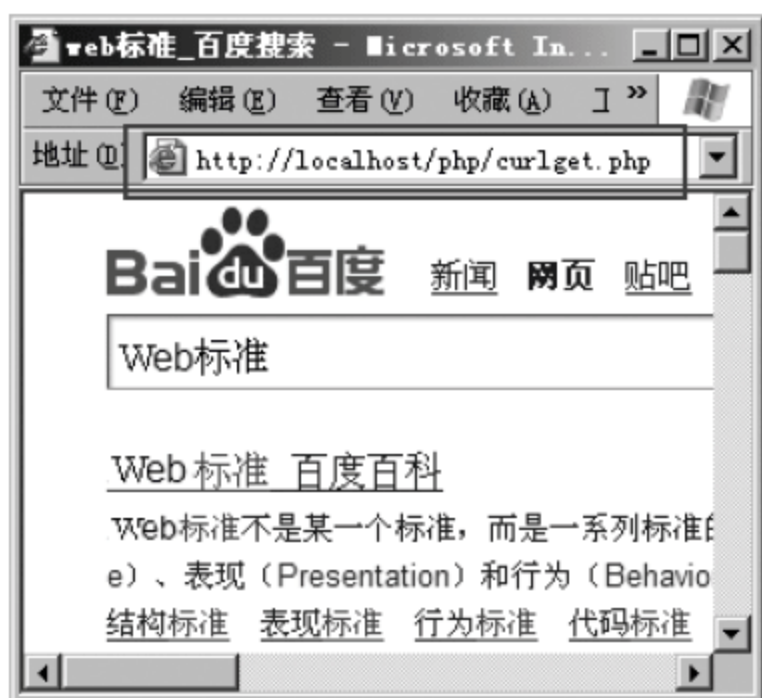 web标准_百度搜索 - Microsoft In...
文件(F) 编辑(E) 查看(V) 收藏(A) »
地址(D) http://localhost/php/curlget.php
Baidu百度 新闻 网页 贴吧
Web标准
Web标准_百度百科
Web标准不是某一个标准，而是一系列标准的
e）、表现（Presentation）和行为（Behavio
结构标准 表现标准 行为标准 代码标准